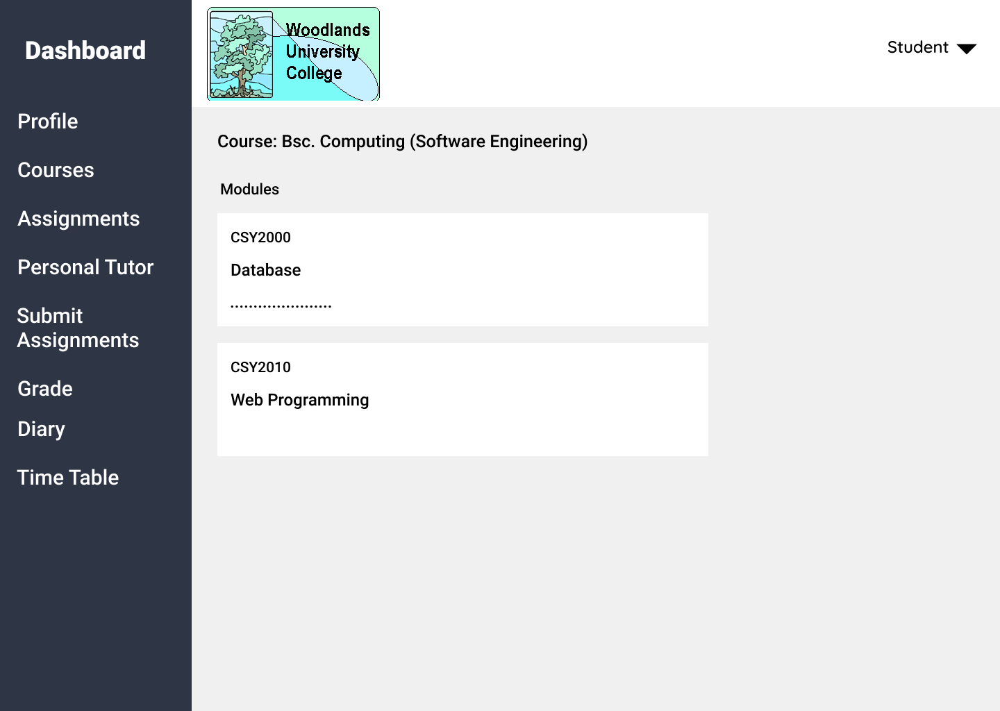 Dashboard
Profile
Courses
Assignments
Personal Tutor
Submit
Assignments
Grade
Diary
Time Table
Woodlands
University
College
Student
Course: Bsc. Computing (Software Engineering)
Modules
CSY2000
Database
......................
CSY2010
Web Programming